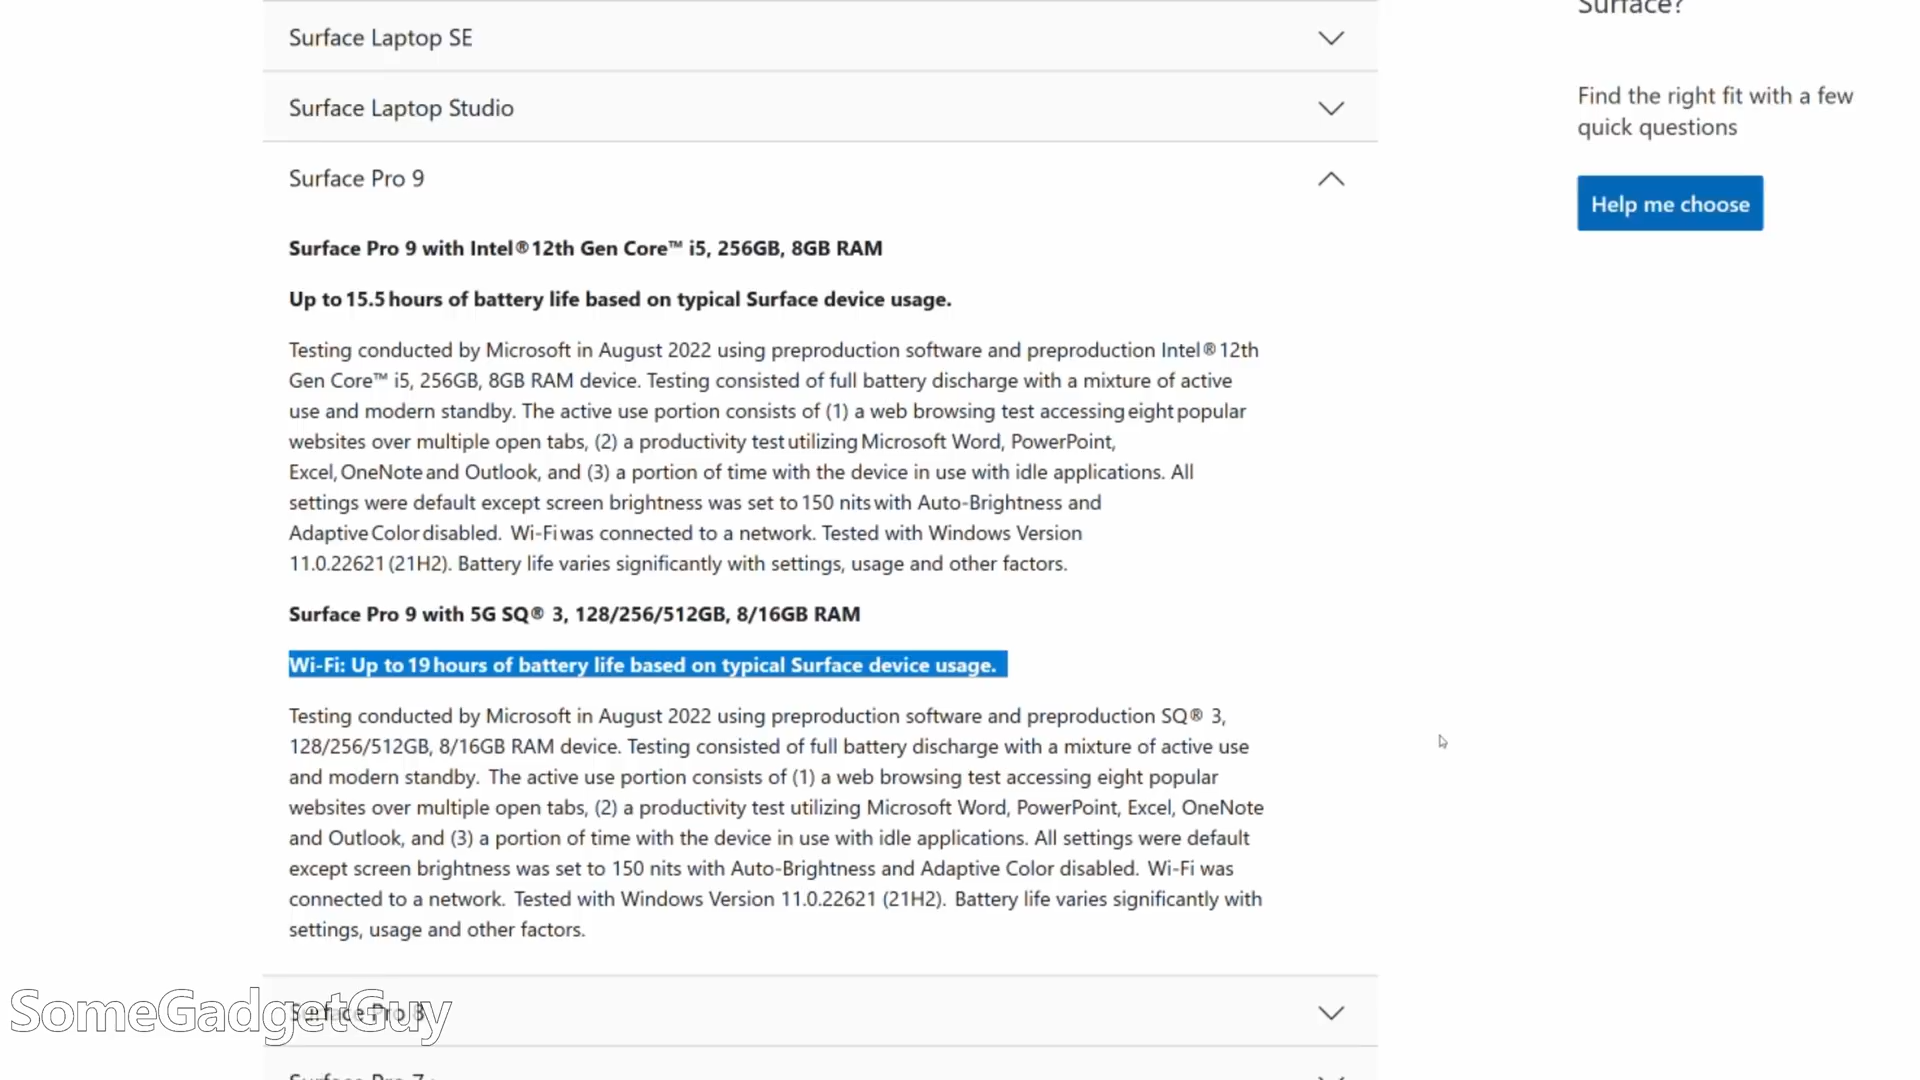 Surface?
Surface Laptop SE
Surface Laptop Studio
Find the right fit with a few
quick questions
Help me choose
Surface Pro 9
Surface Pro 9 with Intel® 12th Gen Core™ i5, 256GB, 8GB RAM
Up to 15.5 hours of battery life based on typical Surface device usage.
Testing conducted by Microsoft in August 2022 using preproduction software and preproduction Intel® 12th
Gen Core™ i5, 256GB, 8GB RAM device. Testing consisted of full battery discharge with a mixture of active
use and modern standby. The active use portion consists of (1) a web browsing test accessing eight popular
websites over multiple open tabs, (2) a productivity test utilizing Microsoft Word, PowerPoint,
Excel, OneNote and Outlook, and (3) a portion of time with the device in use with idle applications. All
settings were default except screen brightness was set to 150 nits with Auto-Brightness and
Adaptive Color disabled. Wi-Fi was connected to a network. Tested with Windows Version
11.0.22621 (21H2). Battery life varies significantly with settings, usage and other factors.
Surface Pro 9 with 5G SQ® 3, 128/256/512GB, 8/16GB RAM
Wi-Fi: Up to 19 hours of battery life based on typical Surface device usage.
Testing conducted by Microsoft in August 2022 using preproduction software and preproduction SQ® 3,
128/256/512GB, 8/16GB RAM device. Testing consisted of full battery discharge with a mixture of active use
and modern standby. The active use portion consists of (1) a web browsing test accessing eight popular
websites over multiple open tabs, (2) a productivity test utilizing Microsoft Word, PowerPoint, Excel, OneNote
and Outlook, and (3) a portion of time with the device in use with idle applications. All settings were default
except screen brightness was set to 150 nits with Auto-Brightness and Adaptive Color disabled. Wi-Fi was
connected to a network. Tested with Windows Version 11.0.22621 (21H2). Battery life varies significantly with
settings, usage and other factors.
SomeGadgetGuy
Surface Pro 8
Surface Pro 7+